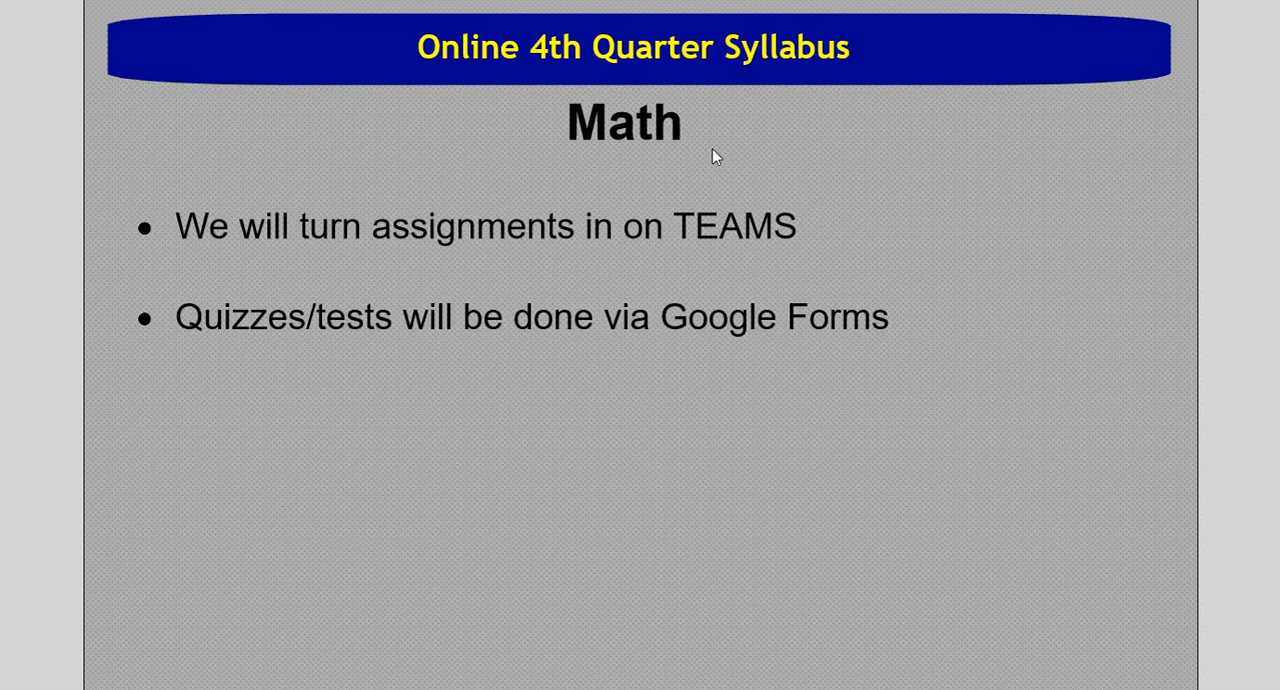 Online 4th Quarter Syllabus
Math
• We will turn assignments in on TEAMS
• Quizzes/tests will be done via Google Forms